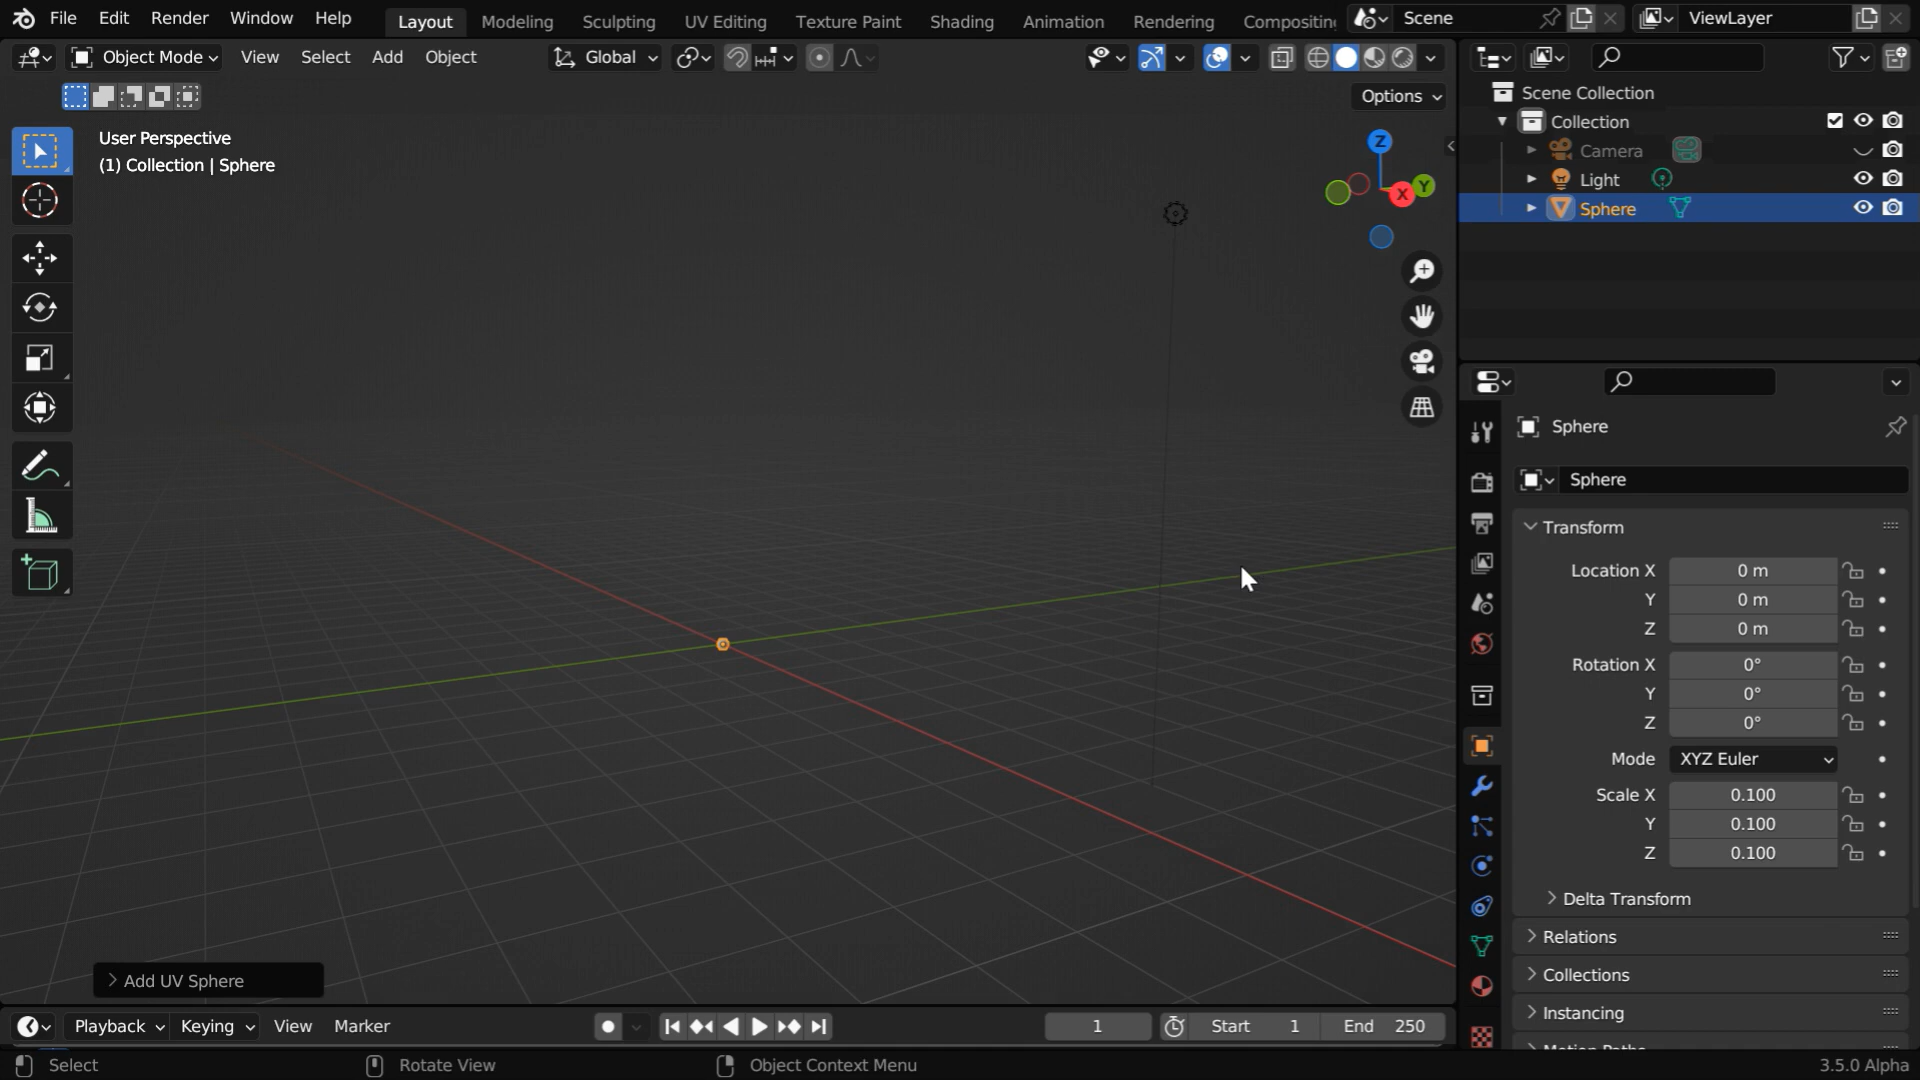 File Edit Render Window Help Layout Modeling Sculpting UV Editing Texture Paint Shading Animation Rendering Compositing Scene ViewLayer
Object Mode View Select Add Object Global
Options
User Perspective
(1) Collection | Sphere
Z
Y
X
Scene Collection
Collection
Camera
Light
Sphere
Sphere
Sphere
Transform
Location X 0 m
Y 0 m
Z 0 m
Rotation X 0°
Y 0°
Z 0°
Mode XYZ Euler
Scale X 0.100
Y 0.100
Z 0.100
Delta Transform
Relations
Collections
Instancing
Motion Paths
Add UV Sphere
Playback Keying View Marker 1 Start 1 End 250
Select Rotate View Object Context Menu 3.5.0 Alpha